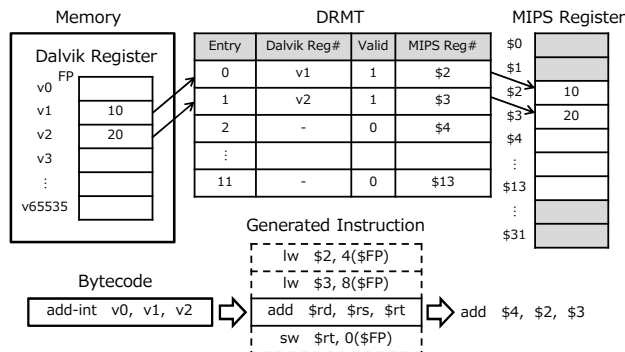 Memory
Dalvik Register
FP
v0
v1 10
v2 20
v3
⋮
v65535
DRMT
Entry Dalvik Reg# Valid MIPS Reg#
0 v1 1 $2
1 v2 1 $3
2 - 0 $4
⋮
11 - 0 $13
MIPS Register
$0
$1
$2 10
$3 20
$4
⋮
$13
⋮
$31
Bytecode
add-int v0, v1, v2
Generated Instruction
lw $2, 4($FP)
lw $3, 8($FP)
add $rd, $rs, $rt
sw $rt, 0($FP)
add $4, $2, $3